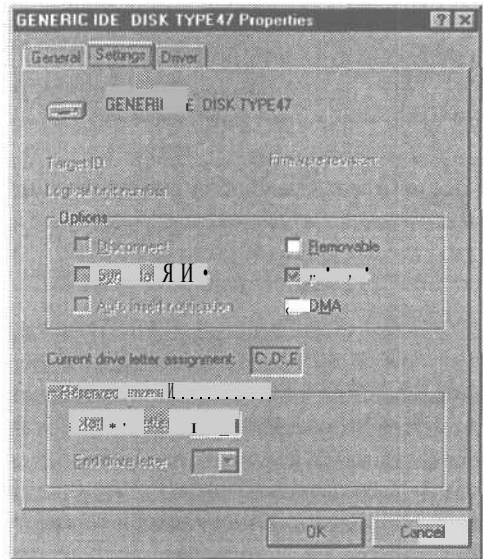 GENERIC IDE DISK TYPE47 Properties
General Settings Driver
DISK TYPE47
Target ID:
Firmware revision:
Logical unit number:
Options
Disconnect
Removable
ЯИ
Auto insert notification
DMA
Current drive letter assignment: C:,D:,E
End drive letter:
OK Cancel